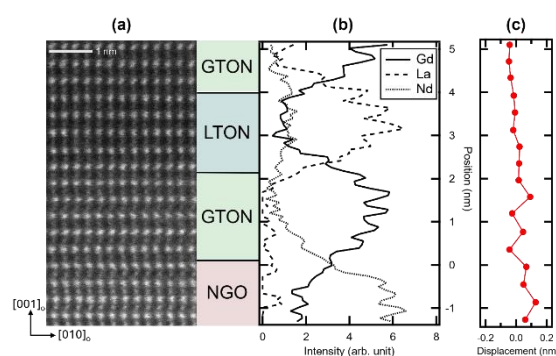 (a)
(b)
(c)
1 nm
GTON
LTON
GTON
NGO
[001]ₒ
[010]ₒ
Gd
La
Nd
5
4
3
2
1
0
-1
Position (nm)
0 2 4 6 8
Intensity (arb. unit)
-0.2 0.0 0.2
Displacement (nm